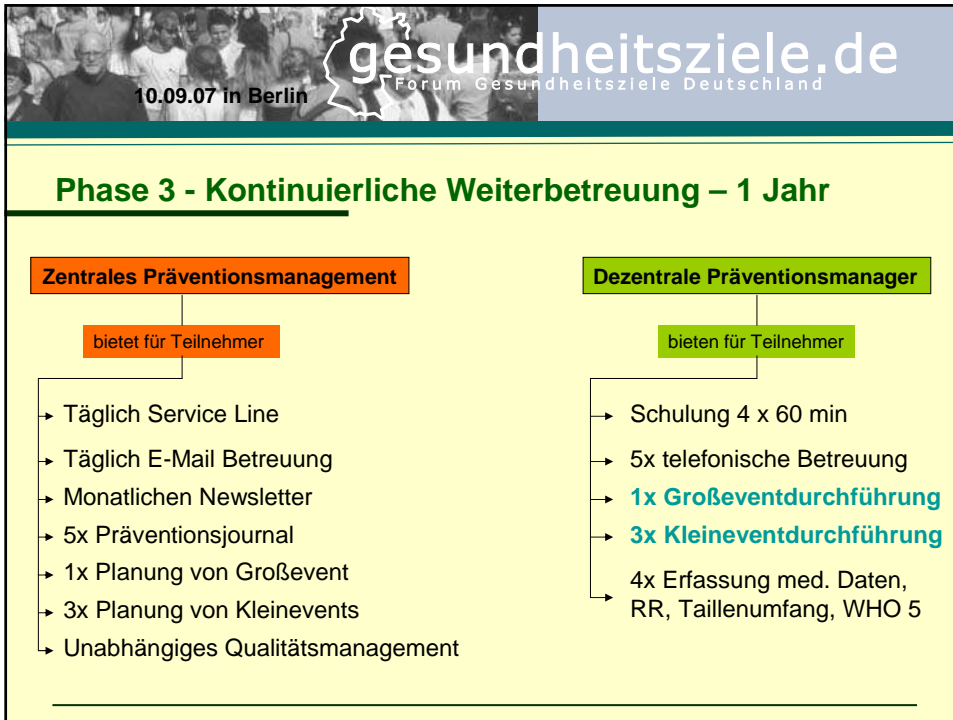 gesundheitsziele.de
Forum Gesundheitsziele Deutschland
10.09.07 in Berlin
Phase 3 - Kontinuierliche Weiterbetreuung – 1 Jahr
Zentrales Präventionsmanagement
bietet für Teilnehmer
Täglich Service Line
Täglich E-Mail Betreuung
Monatlichen Newsletter
5x Präventionsjournal
1x Planung von Großevent
3x Planung von Kleinevents
Unabhängiges Qualitätsmanagement
Dezentrale Präventionsmanager
bieten für Teilnehmer
Schulung 4 x 60 min
5x telefonische Betreuung
1x Großeventdurchführung
3x Kleineventdurchführung
4x Erfassung med. Daten,
RR, Taillenumfang, WHO 5